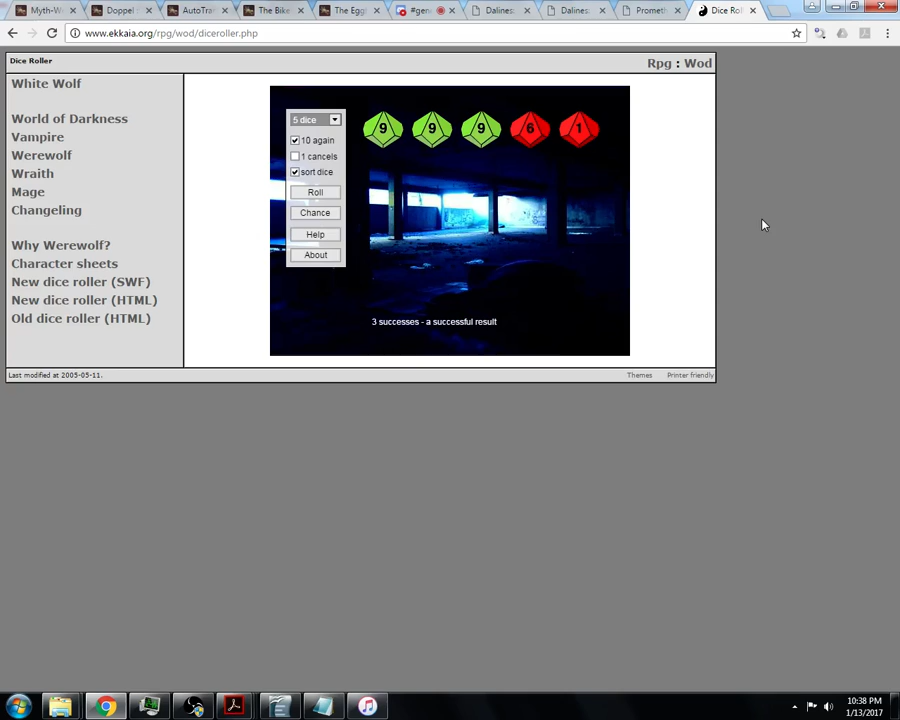 Myth-W
Doppel
AutoTra
The Bike
The Egg
#gen
Daliness
Daliness
Prometh
Dice Rol
www.ekkaia.org/rpg/wod/diceroller.php
Dice Roller
Rpg : Wod
White Wolf
World of Darkness
Vampire
Werewolf
Wraith
Mage
Changeling
Why Werewolf?
Character sheets
New dice roller (SWF)
New dice roller (HTML)
Old dice roller (HTML)
5 dice
10 again
1 cancels
sort dice
Roll
Chance
Help
About
9 9 9 6 1
3 successes - a successful result
Last modified at 2005-05-11.
Themes Printer friendly
10:38 PM
1/13/2017